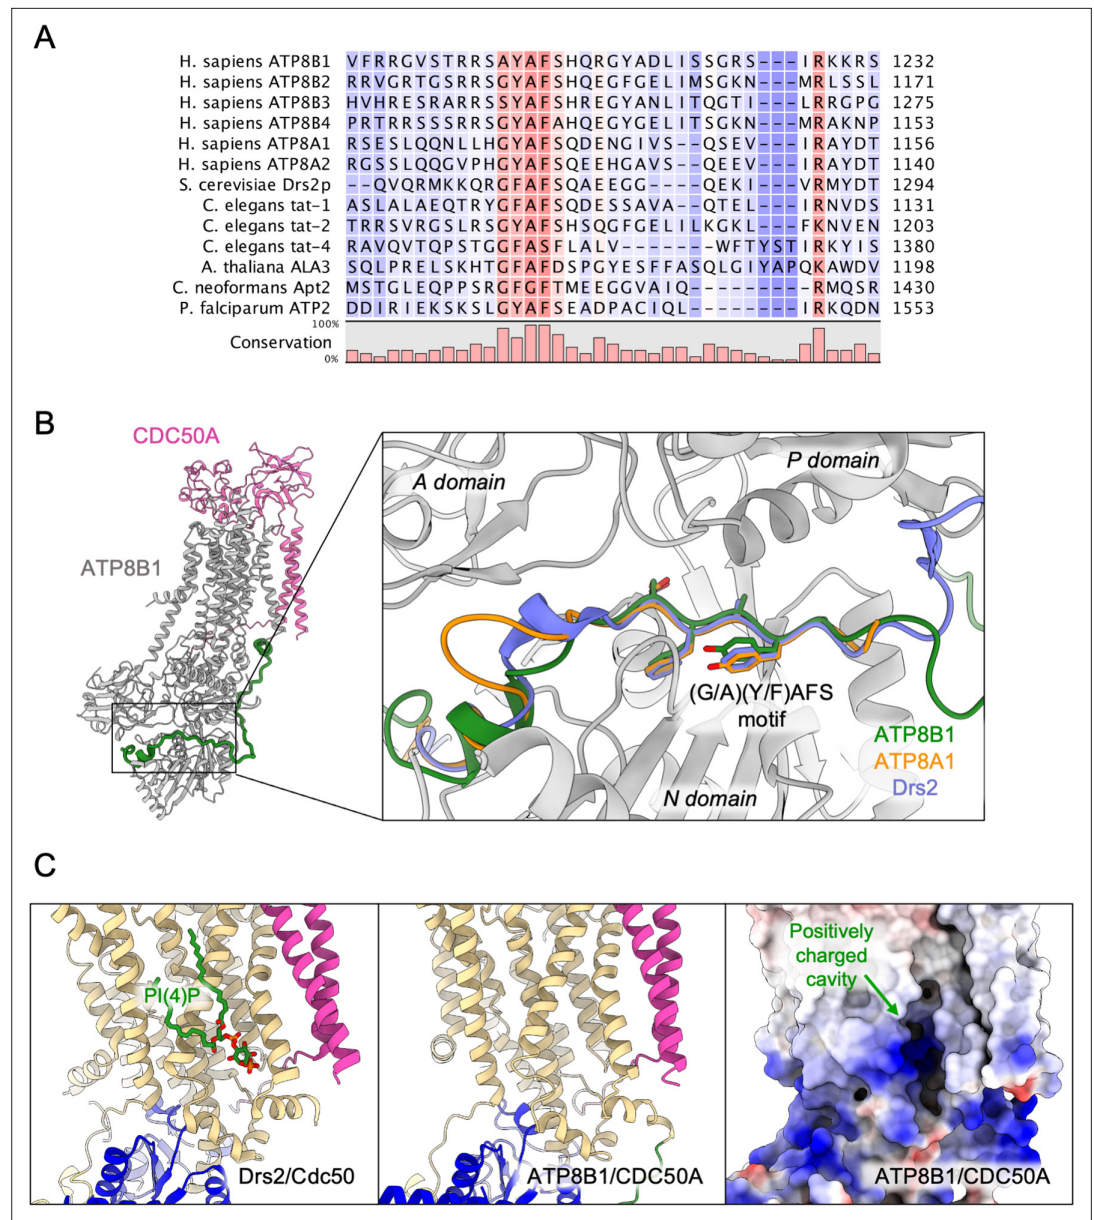 A
H. sapiens ATP8B1 VFRRGVSTRRSAYAFSHQRGYADLISSGRS---IRKKRS 1232
H. sapiens ATP8B2 RRVGRTGSRRSGYAFSHQEGFGELIMSGKN---MRLSSL 1171
H. sapiens ATP8B3 HVHRESRARRSSYAFSHREGYANLITQGTI---LRRGPG 1275
H. sapiens ATP8B4 PRTRRSSSRRSGYAFAHQEGYGELITSGKN---MRAKNP 1153
H. sapiens ATP8A1 RSESLQQNLLHGYAFSQDENGIVS--QSEV---IRAYDT 1156
H. sapiens ATP8A2 RGSSLQQGVPHGYAFSQEEHGAVS--QEEV---IRAYDT 1140
S. cerevisiae Drs2p --QVQRMKKQRGFAFSQAEEGG----QEKI---VRMYDT 1294
C. elegans tat-1 ASLALAEQTRYGFAFSQDESSAVA--QTEL---IRNVDS 1131
C. elegans tat-2 TRRSVRGSLRSGYAFSHSQGFGELILKGKL---FKNVEN 1203
C. elegans tat-4 RAVQVTQPSTGGFASFLALV-------WFTYSTIRKYIS 1380
A. thaliana ALA3 SQLPRELSKHTGFAFDSPGYESFFASQLGIYAPQKAWDV 1198
C. neoformans Apt2 MSTGLEQPPSRGFGFTMEEGGVAIQ---------RMQSR 1430
P. falciparum ATP2 DDIRIEKSKSLGYAFSEADPACIQL--------IRKQDN 1553
100%
Conservation
0%
B
CDC50A
ATP8B1
A domain
P domain
(G/A)(Y/F)AFS
motif
ATP8B1
ATP8A1
Drs2
N domain
C
PI(4)P
Drs2/Cdc50
ATP8B1/CDC50A
Positively
charged
cavity
ATP8B1/CDC50A